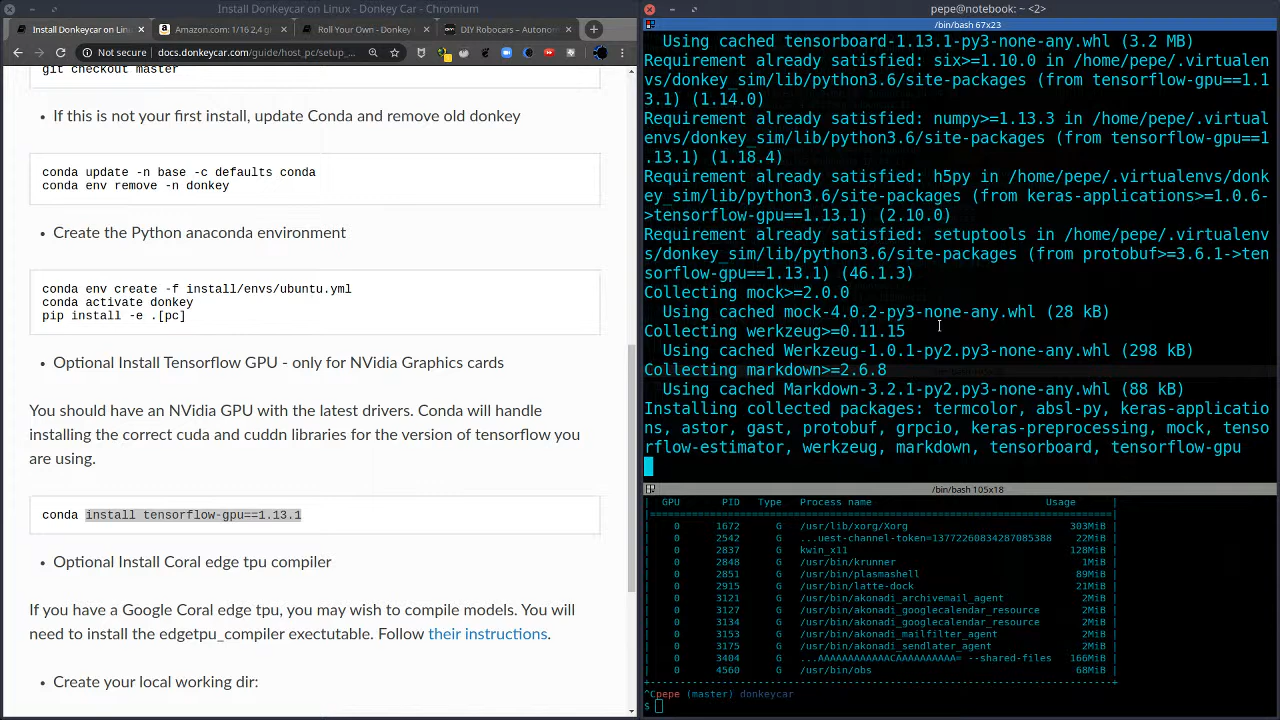 Install Donkeycar on Linux - Donkey Car - Chromium
Install Donkeycar on Linux
Amazon.com: 1/16 2,4 g
Roll Your Own - Donkey
DIY Robocars - Autonom
Not secure
docs.donkeycar.com/guide/host_pc/setup_...
git checkout master
• If this is not your first install, update Conda and remove old donkey
conda update -n base -c defaults conda
conda env remove -n donkey
• Create the Python anaconda environment
conda env create -f install/envs/ubuntu.yml
conda activate donkey
pip install -e .[pc]
• Optional Install Tensorflow GPU - only for NVidia Graphics cards
You should have an NVidia GPU with the latest drivers. Conda will handle
installing the correct cuda and cuddn libraries for the version of tensorflow you
are using.
conda install tensorflow-gpu==1.13.1
• Optional Install Coral edge tpu compiler
If you have a Google Coral edge tpu, you may wish to compile models. You will
need to install the edgetpu_compiler exectutable. Follow their instructions.
• Create your local working dir:
pepe@notebook: ~ <2>
/bin/bash 67x23
Using cached tensorboard-1.13.1-py3-none-any.whl (3.2 MB)
Requirement already satisfied: six>=1.10.0 in /home/pepe/.virtualen
vs/donkey_sim/lib/python3.6/site-packages (from tensorflow-gpu==1.1
3.1) (1.14.0)
Requirement already satisfied: numpy>=1.13.3 in /home/pepe/.virtual
envs/donkey_sim/lib/python3.6/site-packages (from tensorflow-gpu==1
.13.1) (1.18.4)
Requirement already satisfied: h5py in /home/pepe/.virtualenvs/donk
ey_sim/lib/python3.6/site-packages (from keras-applications>=1.0.6-
>tensorflow-gpu==1.13.1) (2.10.0)
Requirement already satisfied: setuptools in /home/pepe/.virtualenv
s/donkey_sim/lib/python3.6/site-packages (from protobuf>=3.6.1->ten
sorflow-gpu==1.13.1) (46.1.3)
Collecting mock>=2.0.0
Using cached mock-4.0.2-py3-none-any.whl (28 kB)
Collecting werkzeug>=0.11.15
Using cached Werkzeug-1.0.1-py2.py3-none-any.whl (298 kB)
Collecting markdown>=2.6.8
Using cached Markdown-3.2.1-py2.py3-none-any.whl (88 kB)
Installing collected packages: termcolor, absl-py, keras-applicatio
ns, astor, gast, protobuf, grpcio, keras-preprocessing, mock, tenso
rflow-estimator, werkzeug, markdown, tensorboard, tensorflow-gpu
/bin/bash 105x18
| GPU PID Type Process name Usage |
|=============================================================================|
| 0 1672 G /usr/lib/xorg/Xorg 303MiB |
| 0 2542 G ...uest-channel-token=13772260834287085388 22MiB |
| 0 2837 G kwin_x11 128MiB |
| 0 2848 G /usr/bin/krunner 1MiB |
| 0 2851 G /usr/bin/plasmashell 89MiB |
| 0 2915 G /usr/bin/latte-dock 21MiB |
| 0 3121 G /usr/bin/akonadi_archivemail_agent 2MiB |
| 0 3127 G /usr/bin/akonadi_googlecalendar_resource 2MiB |
| 0 3134 G /usr/bin/akonadi_googlecalendar_resource 2MiB |
| 0 3153 G /usr/bin/akonadi_mailfilter_agent 2MiB |
| 0 3175 G /usr/bin/akonadi_sendlater_agent 2MiB |
| 0 3404 G ...AAAAAAAAAAAACAAAAAAAAAA= --shared-files 166MiB |
| 0 4560 G /usr/bin/obs 68MiB |
+-----------------------------------------------------------------------------+
^Cpepe (master) donkeycar
$